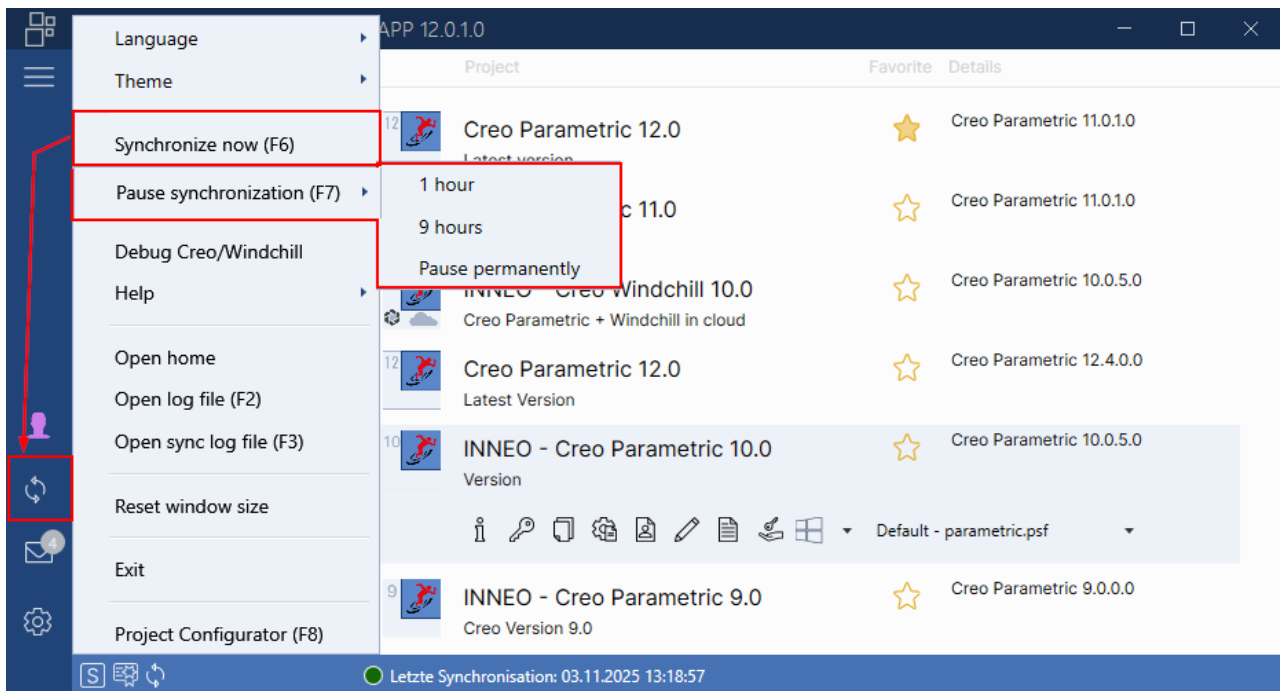 APP 12.0.1.0
Language
Theme
Synchronize now (F6)
Pause synchronization (F7)
Debug Creo/Windchill
Help
Open home
Open log file (F2)
Open sync log file (F3)
Reset window size
Exit
Project Configurator (F8)
1 hour
9 hours
Pause permanently
4
Project Favorite Details
12 Creo Parametric 12.0 Creo Parametric 11.0.1.0
Latest version
c 11.0 Creo Parametric 11.0.1.0
INNEO - Creo Windchill 10.0 Creo Parametric 10.0.5.0
Creo Parametric + Windchill in cloud
12 Creo Parametric 12.0 Creo Parametric 12.4.0.0
Latest Version
10 INNEO - Creo Parametric 10.0 Creo Parametric 10.0.5.0
Version
Default - parametric.psf
9 INNEO - Creo Parametric 9.0 Creo Parametric 9.0.0.0
Creo Version 9.0
S Letzte Synchronisation: 03.11.2025 13:18:57